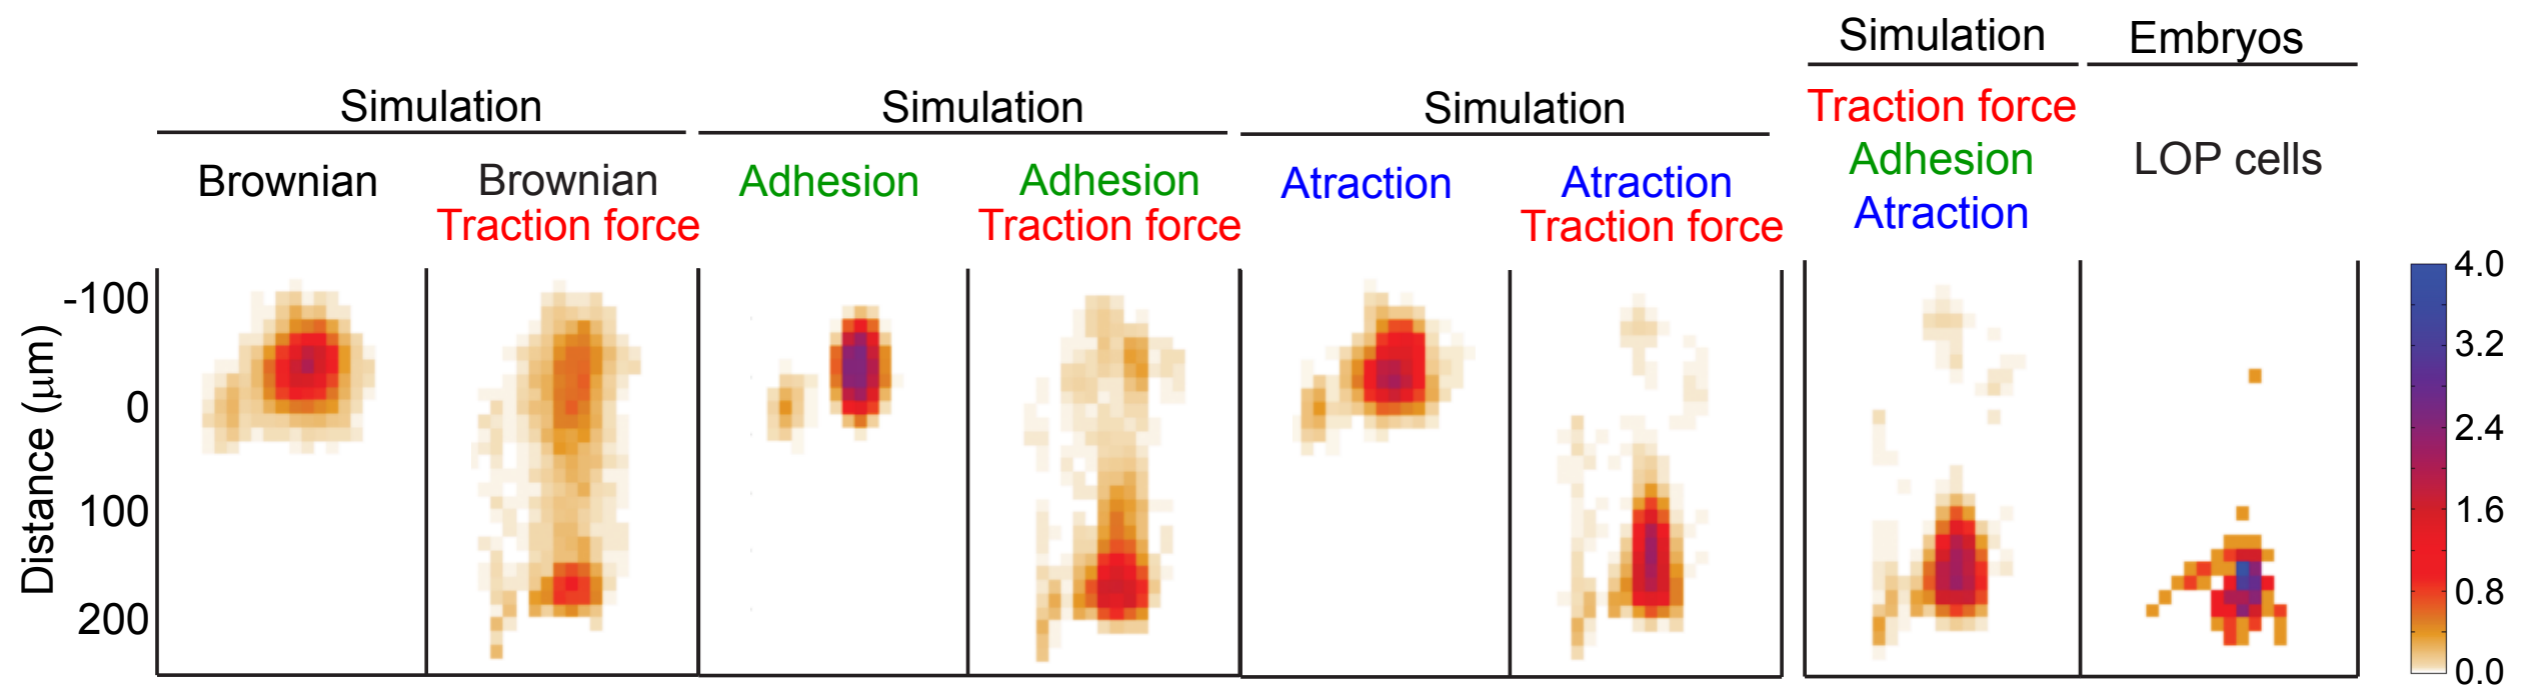 Simulation Embryos
Simulation Simulation Simulation
Traction force
Adhesion LOP cells
Atraction
Brownian
Brownian
Traction force
Adhesion
Adhesion
Traction force
Atraction
Atraction
Traction force
Distance (μm)
-100
0
100
200
4.0
3.2
2.4
1.6
0.8
0.0